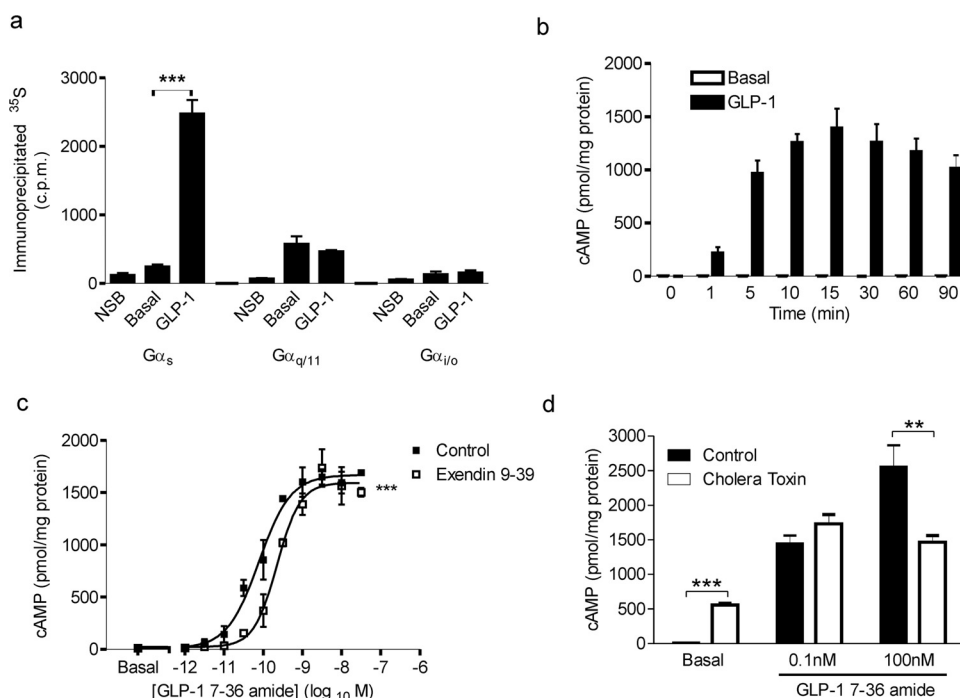 a
Immunoprecipitated ³⁵S
(c.p.m.)
3000
2000
1000
0
***
NSB
Basal
GLP-1
NSB
Basal
GLP-1
NSB
Basal
GLP-1
Gαs
Gαq/11
Gαi/o
b
cAMP (pmol/mg protein)
2000
1500
1000
500
0
Basal
GLP-1
0 1 5 10 15 30 60 90
Time (min)
c
cAMP (pmol/mg protein)
2000
1500
1000
500
0
Control
Exendin 9-39
***
Basal -12 -11 -10 -9 -8 -7 -6
[GLP-1 7-36 amide] (log 10 M)
d
cAMP (pmol/mg protein)
3000
2500
2000
1500
1000
500
0
Control
Cholera Toxin
***
**
Basal 0.1nM 100nM
GLP-1 7-36 amide